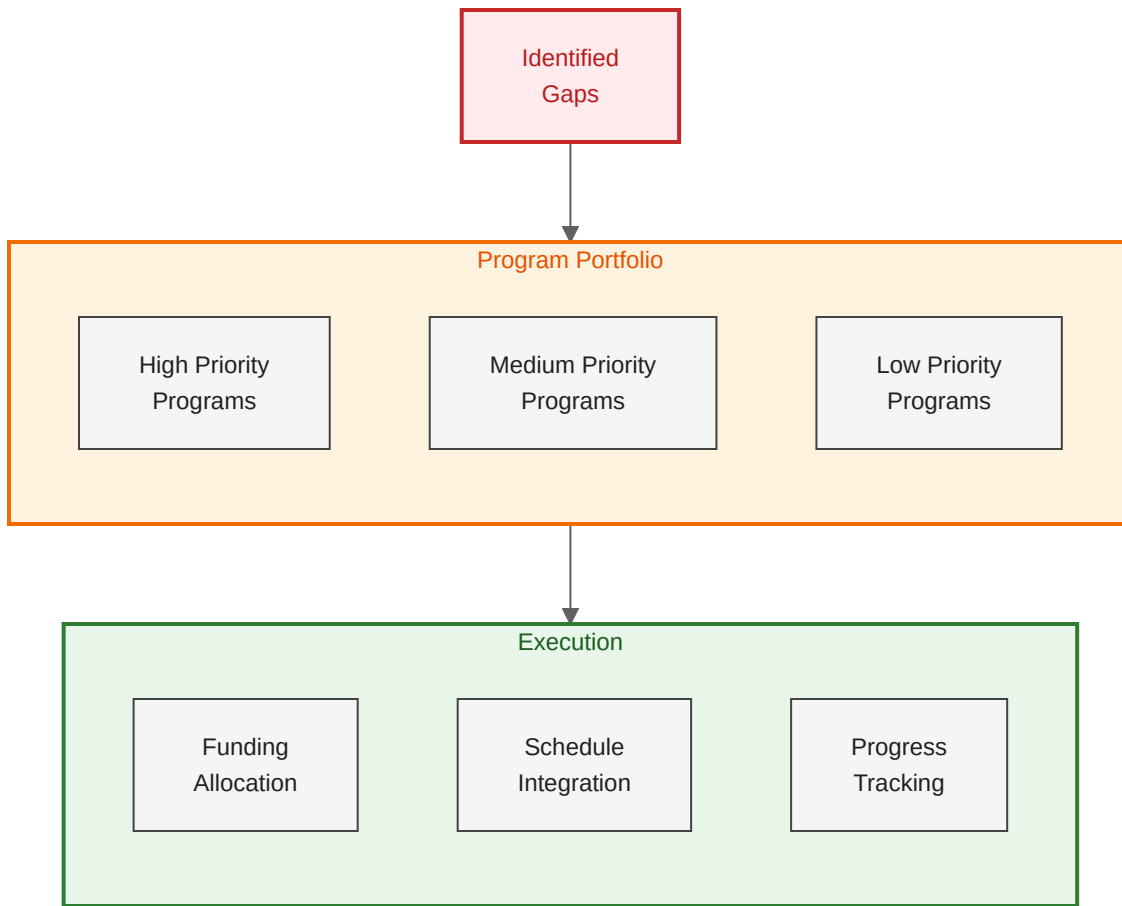 Identified
Gaps
Program Portfolio
High Priority
Programs
Medium Priority
Programs
Low Priority
Programs
Execution
Funding
Allocation
Schedule
Integration
Progress
Tracking